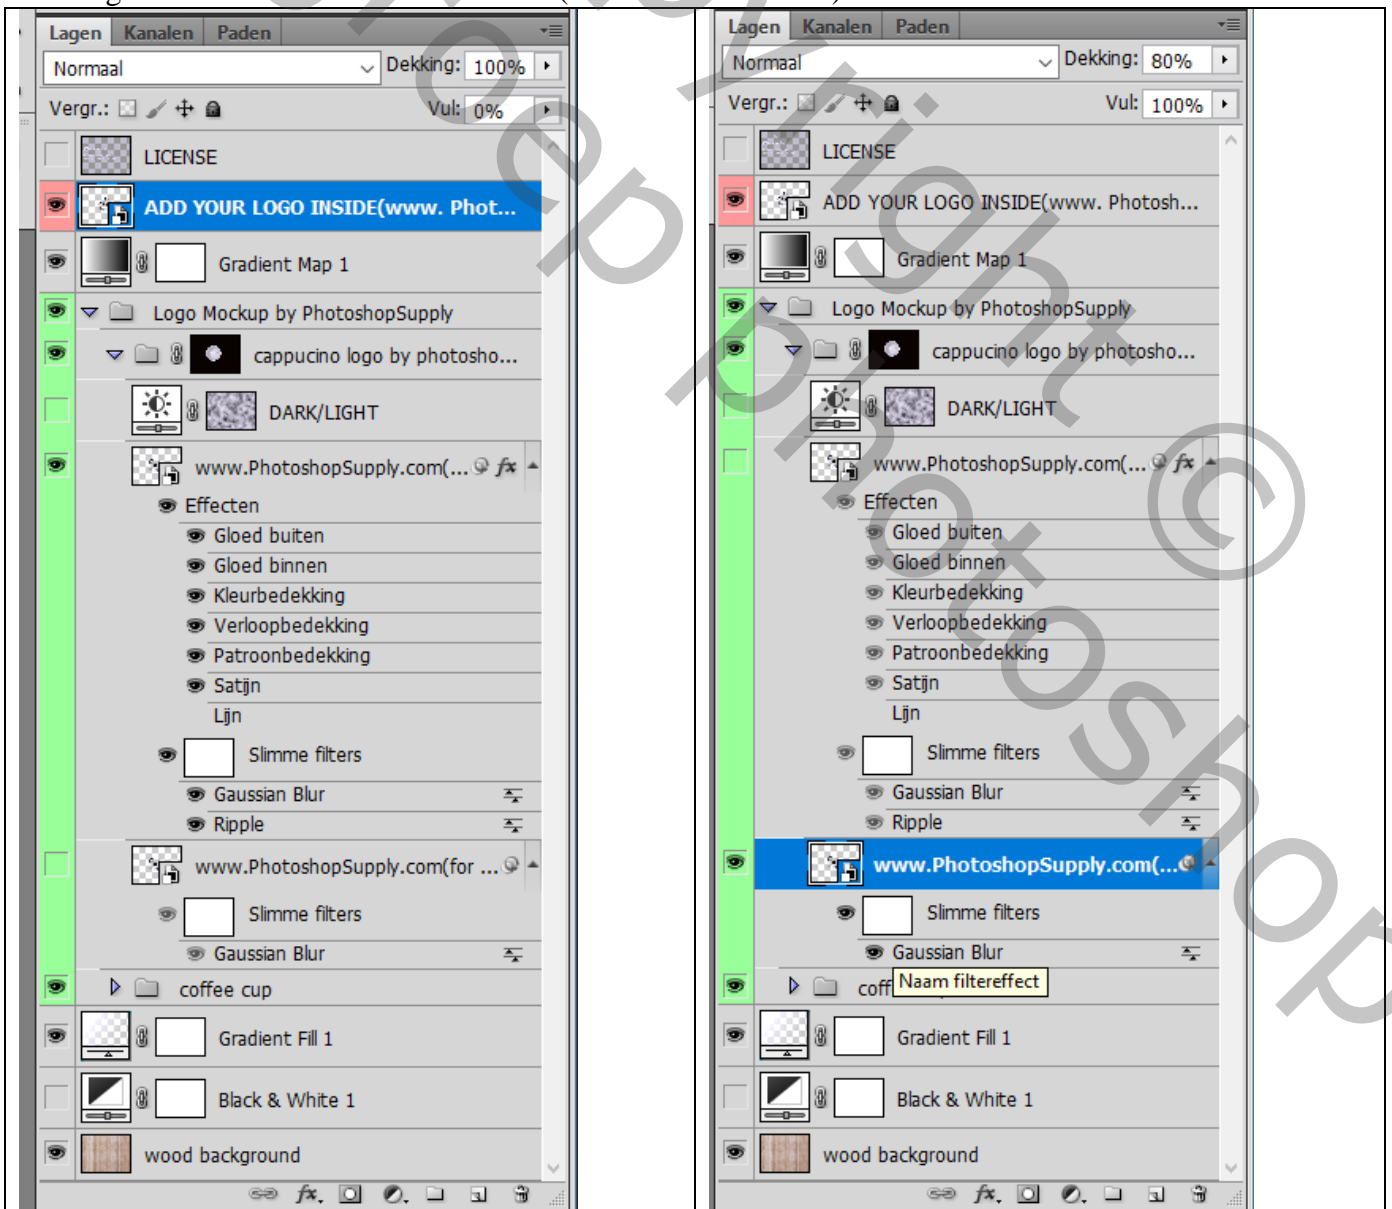 Lagen Kanalen Paden
Normaal Dekking: 100%
Vergr.: Vul: 0%
LICENSE
ADD YOUR LOGO INSIDE(www. Phot...
Gradient Map 1
Logo Mockup by PhotoshopSupply
cappucino logo by photosho...
DARK/LIGHT
www.PhotoshopSupply.com(... fx
Effecten
Gloed buiten
Gloed binnen
Kleurbedekking
Verloopbedekking
Patroonbedekking
Satijn
Lijn
Slimme filters
Gaussian Blur
Ripple
www.PhotoshopSupply.com(for ...
Slimme filters
Gaussian Blur
coffee cup
Gradient Fill 1
Black & White 1
wood background
fx.
Lagen Kanalen Paden
Normaal Dekking: 80%
Vergr.: Vul: 100%
LICENSE
ADD YOUR LOGO INSIDE(www. Photosh...
Gradient Map 1
Logo Mockup by PhotoshopSupply
cappucino logo by photosho...
DARK/LIGHT
www.PhotoshopSupply.com(... fx
Effecten
Gloed buiten
Gloed binnen
Kleurbedekking
Verloopbedekking
Patroonbedekking
Satijn
Lijn
Slimme filters
Gaussian Blur
Ripple
www.PhotoshopSupply.com(...
Slimme filters
Gaussian Blur
Naam filtereffect
coff
Gradient Fill 1
Black & White 1
wood background
fx.